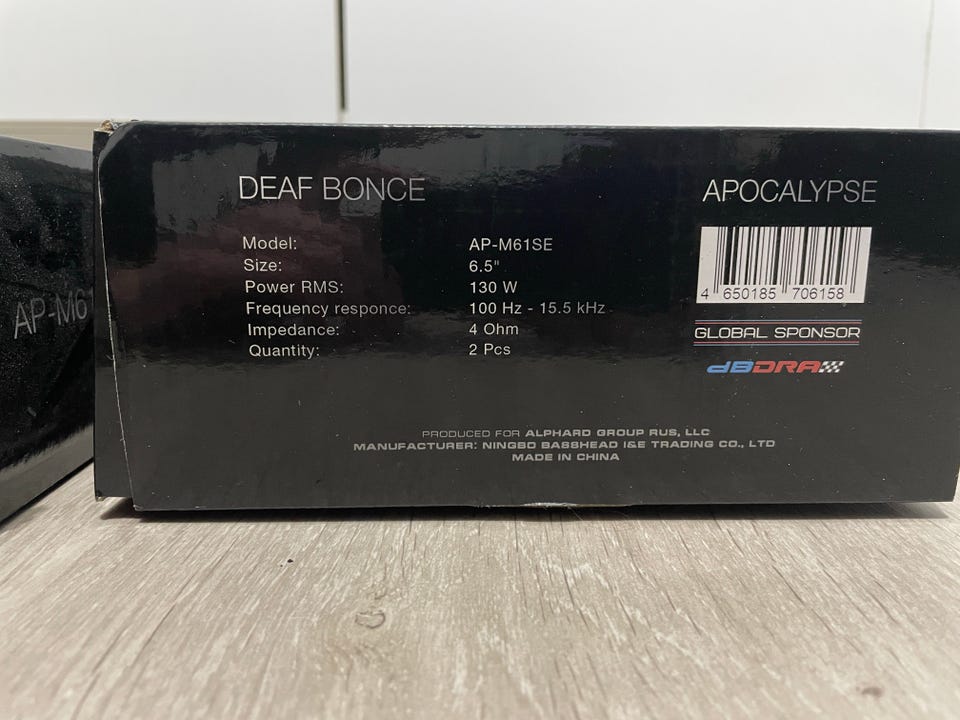 DEAF BONCE
APOCALYPSE
Model: AP-M61SE
Size: 6.5"
Power RMS: 130 W
Frequency responce: 100 Hz - 15.5 kHz
Impedance: 4 Ohm
Quantity: 2 Pcs
4 650185 706158
GLOBAL SPONSOR
dBDRA
PRODUCED FOR ALPHARD GROUP RUS, LLC
MANUFACTURER: NINGBO BASSHEAD I&E TRADING CO., LTD
MADE IN CHINA
AP-M61